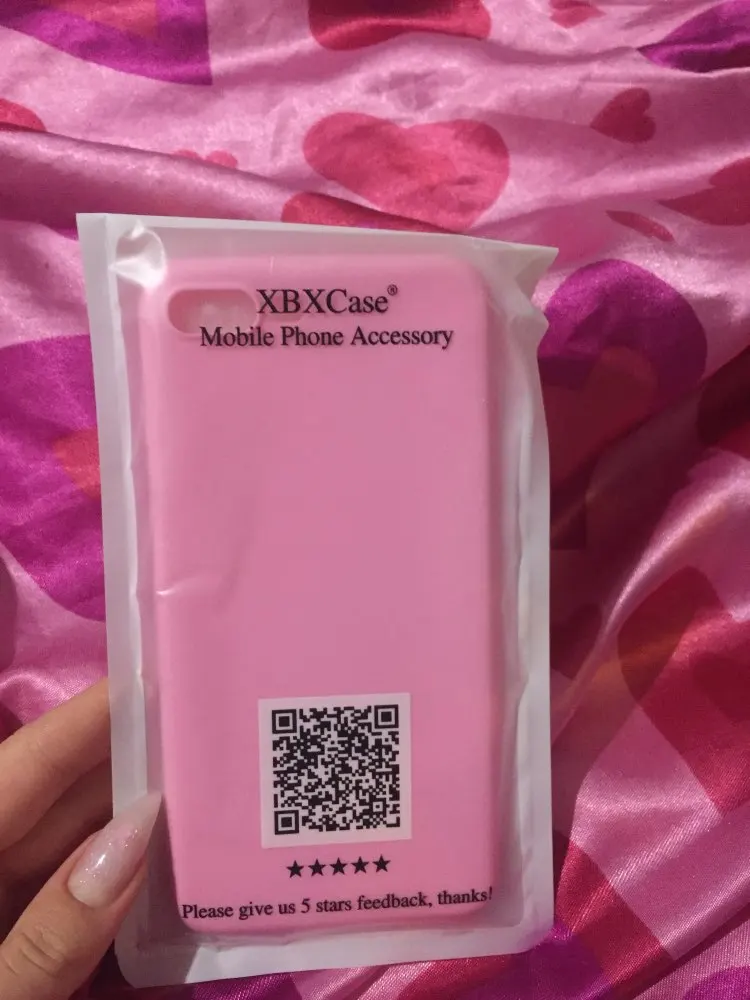 XBXCase®
Mobile Phone Accessory
★★★★★
Please give us 5 stars feedback, thanks!